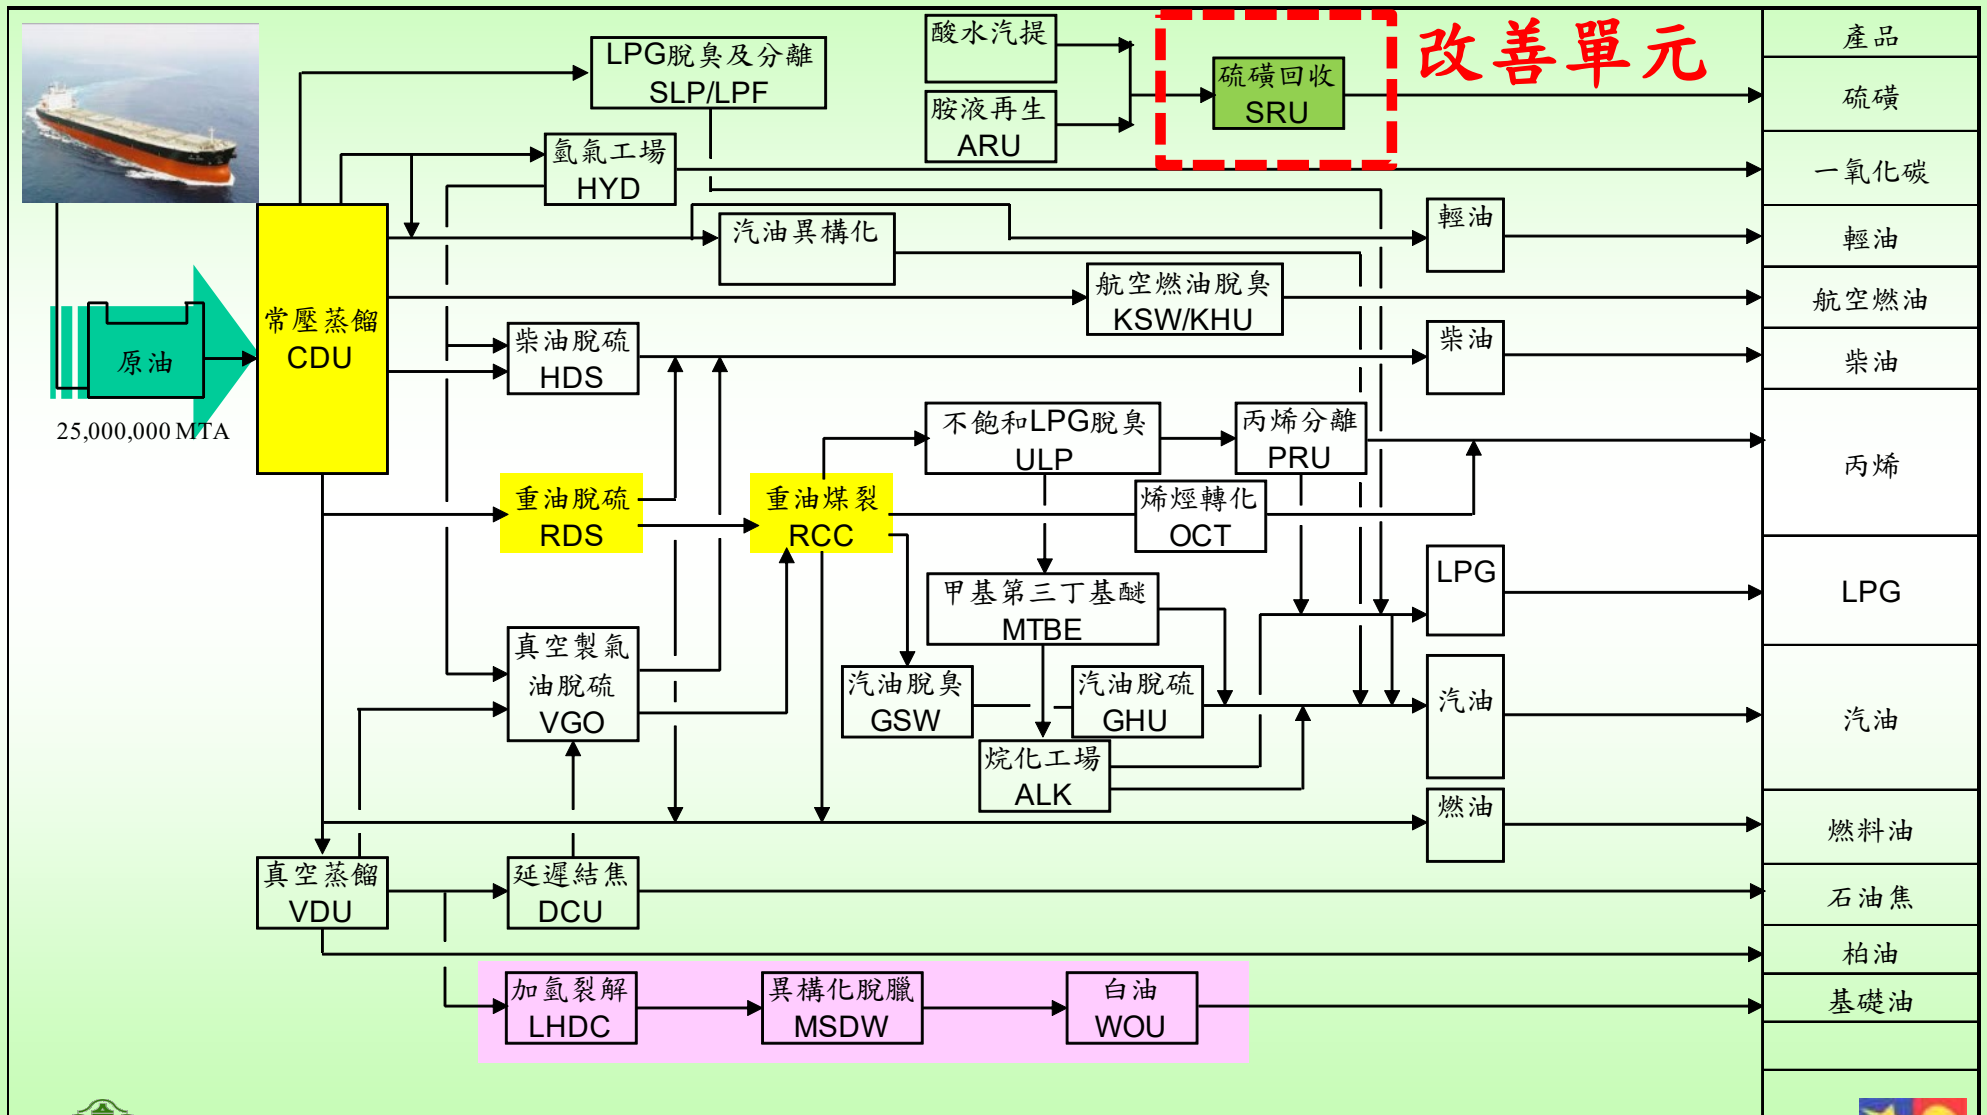 改善單元
LPG脫臭及分離
SLP/LPF
酸水汽提
胺液再生
ARU
硫磺回收
SRU
氫氣工場
HYD
汽油異構化
輕油
航空燃油脫臭
KSW/KHU
常壓蒸餾
CDU
原油
25,000,000 MTA
柴油脫硫
HDS
柴油
不飽和LPG脫臭
ULP
丙烯分離
PRU
重油脫硫
RDS
重油煤裂
RCC
烯烴轉化
OCT
甲基第三丁基醚
MTBE
LPG
真空製氣
油脫硫
VGO
汽油脫臭
GSW
汽油脫硫
GHU
汽油
烷化工場
ALK
燃油
真空蒸餾
VDU
延遲結焦
DCU
加氫裂解
LHDC
異構化脫臘
MSDW
白油
WOU
產品
硫磺
一氧化碳
輕油
航空燃油
柴油
丙烯
LPG
汽油
燃料油
石油焦
柏油
基礎油